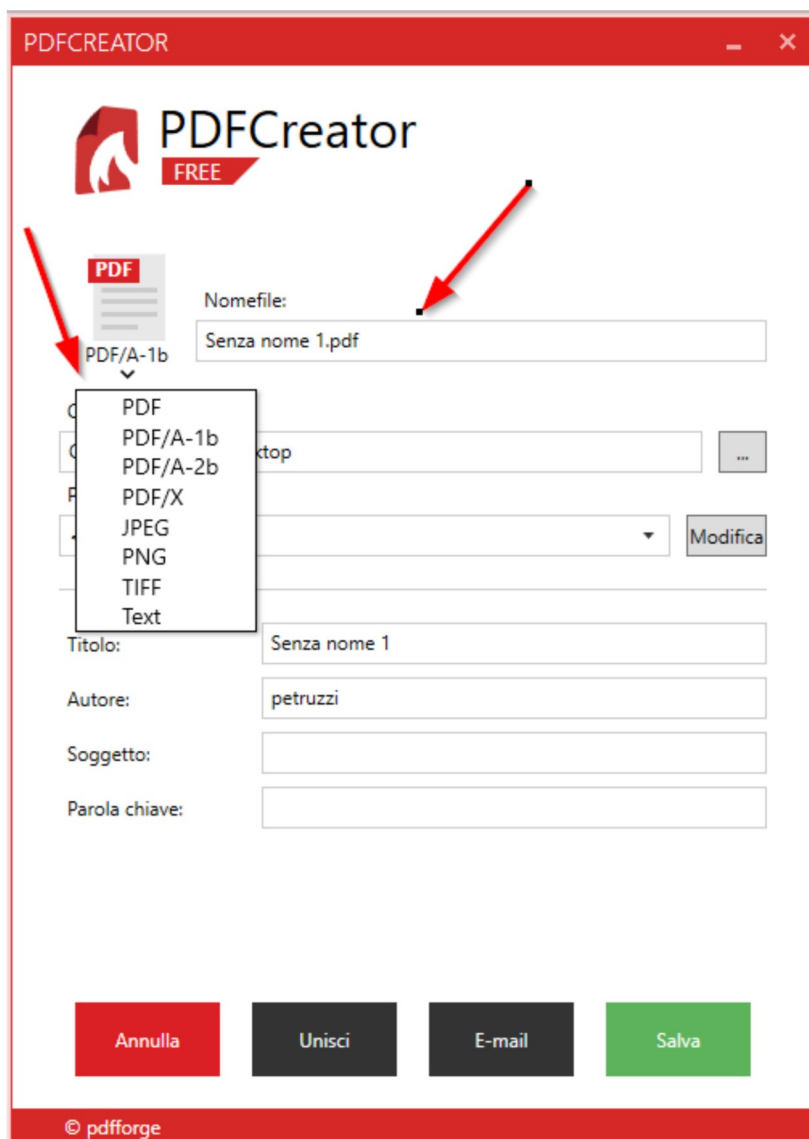 PDFCREATOR
PDFCreator
FREE
PDF
PDF/A-1b
Nomefile:
Senza nome 1.pdf
PDF
PDF/A-1b
PDF/A-2b
PDF/X
JPEG
PNG
TIFF
Text
...
Modifica
Titolo:
Senza nome 1
Autore:
petruzzi
Soggetto:
Parola chiave:
Annulla
Unisci
E-mail
Salva
© pdfforge